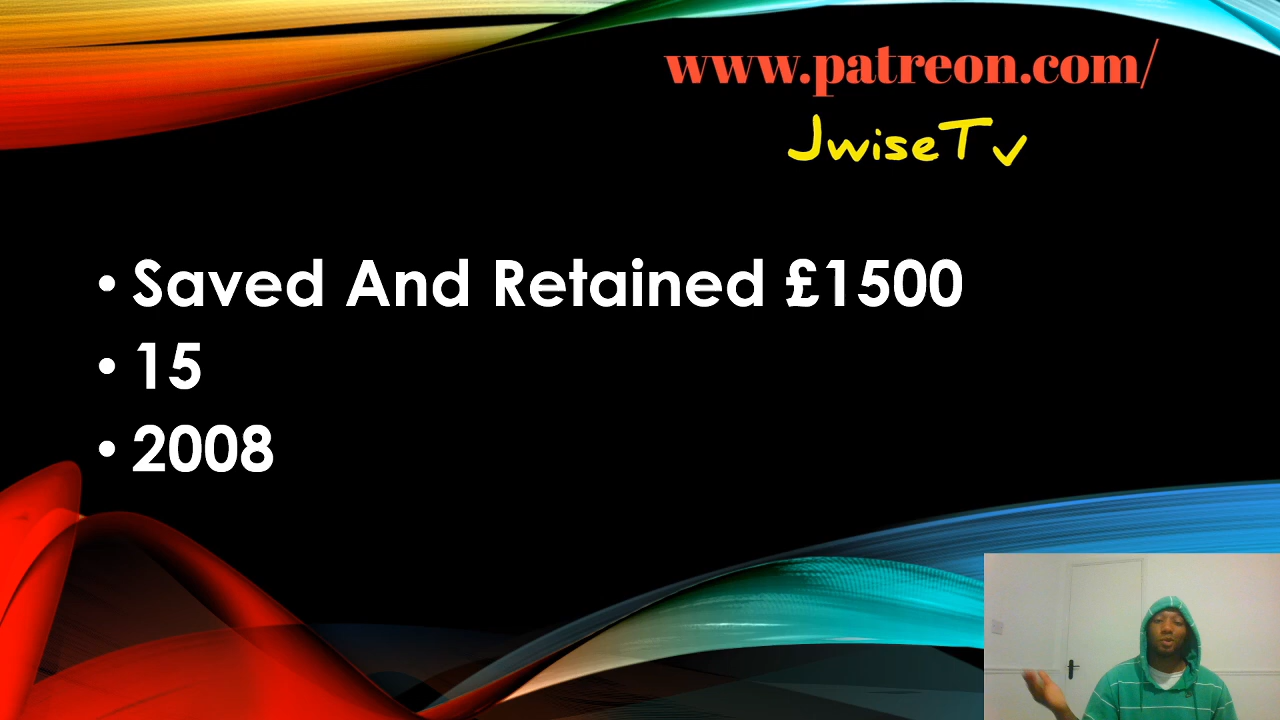 www.patreon.com/
JwiseTv
• Saved And Retained £1500
• 15
• 2008